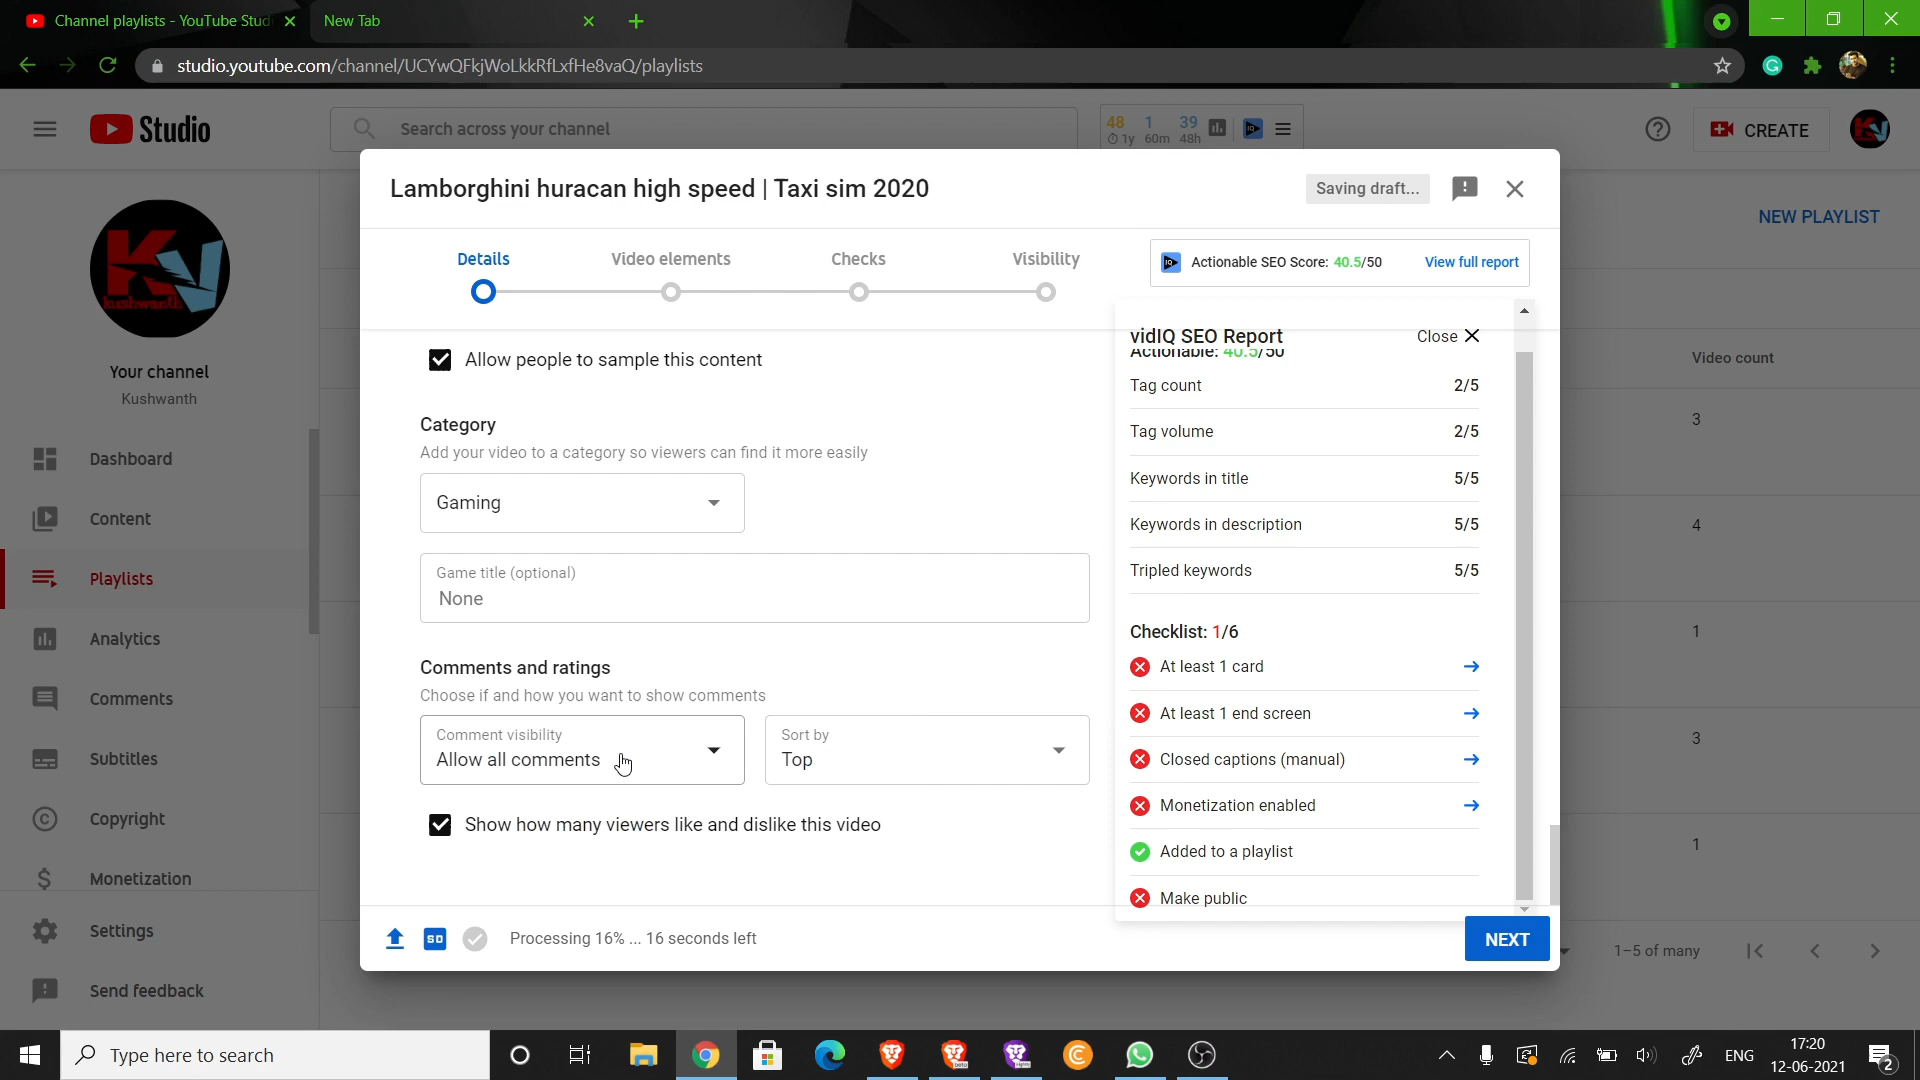 Channel playlists - YouTube Stud
New Tab
studio.youtube.com/channel/UCYwQFkjWoLkkRfLxfHe8vaQ/playlists
Studio
Search across your channel
48 1 39
1y 60m 48h
IQ
CREATE
Lamborghini huracan high speed | Taxi sim 2020
Saving draft...
NEW PLAYLIST
Details
Video elements
Checks
Visibility
Actionable SEO Score: 40.5/50
View full report
vidIQ SEO Report
Close
Actionable: 40.5/50
kushwanth
Your channel
Kushwanth
Dashboard
Content
Playlists
Analytics
Comments
Subtitles
Copyright
Monetization
Settings
Send feedback
Allow people to sample this content
Category
Add your video to a category so viewers can find it more easily
Gaming
Game title (optional)
None
Comments and ratings
Choose if and how you want to show comments
Comment visibility
Allow all comments
Sort by
Top
Show how many viewers like and dislike this video
Tag count 2/5
Tag volume 2/5
Keywords in title 5/5
Keywords in description 5/5
Tripled keywords 5/5
Checklist: 1/6
At least 1 card
At least 1 end screen
Closed captions (manual)
Monetization enabled
Added to a playlist
Make public
Video count
3
4
1
3
1
SD
Processing 16% ... 16 seconds left
NEXT
1–5 of many
Type here to search
ENG
17:20
12-06-2021
2